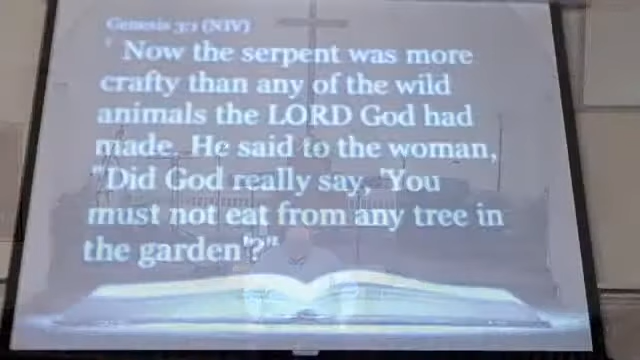 Genesis 3:1 (NIV)
¹ Now the serpent was more
crafty than any of the wild
animals the LORD God had
made. He said to the woman,
"Did God really say, 'You
must not eat from any tree in
the garden'?"